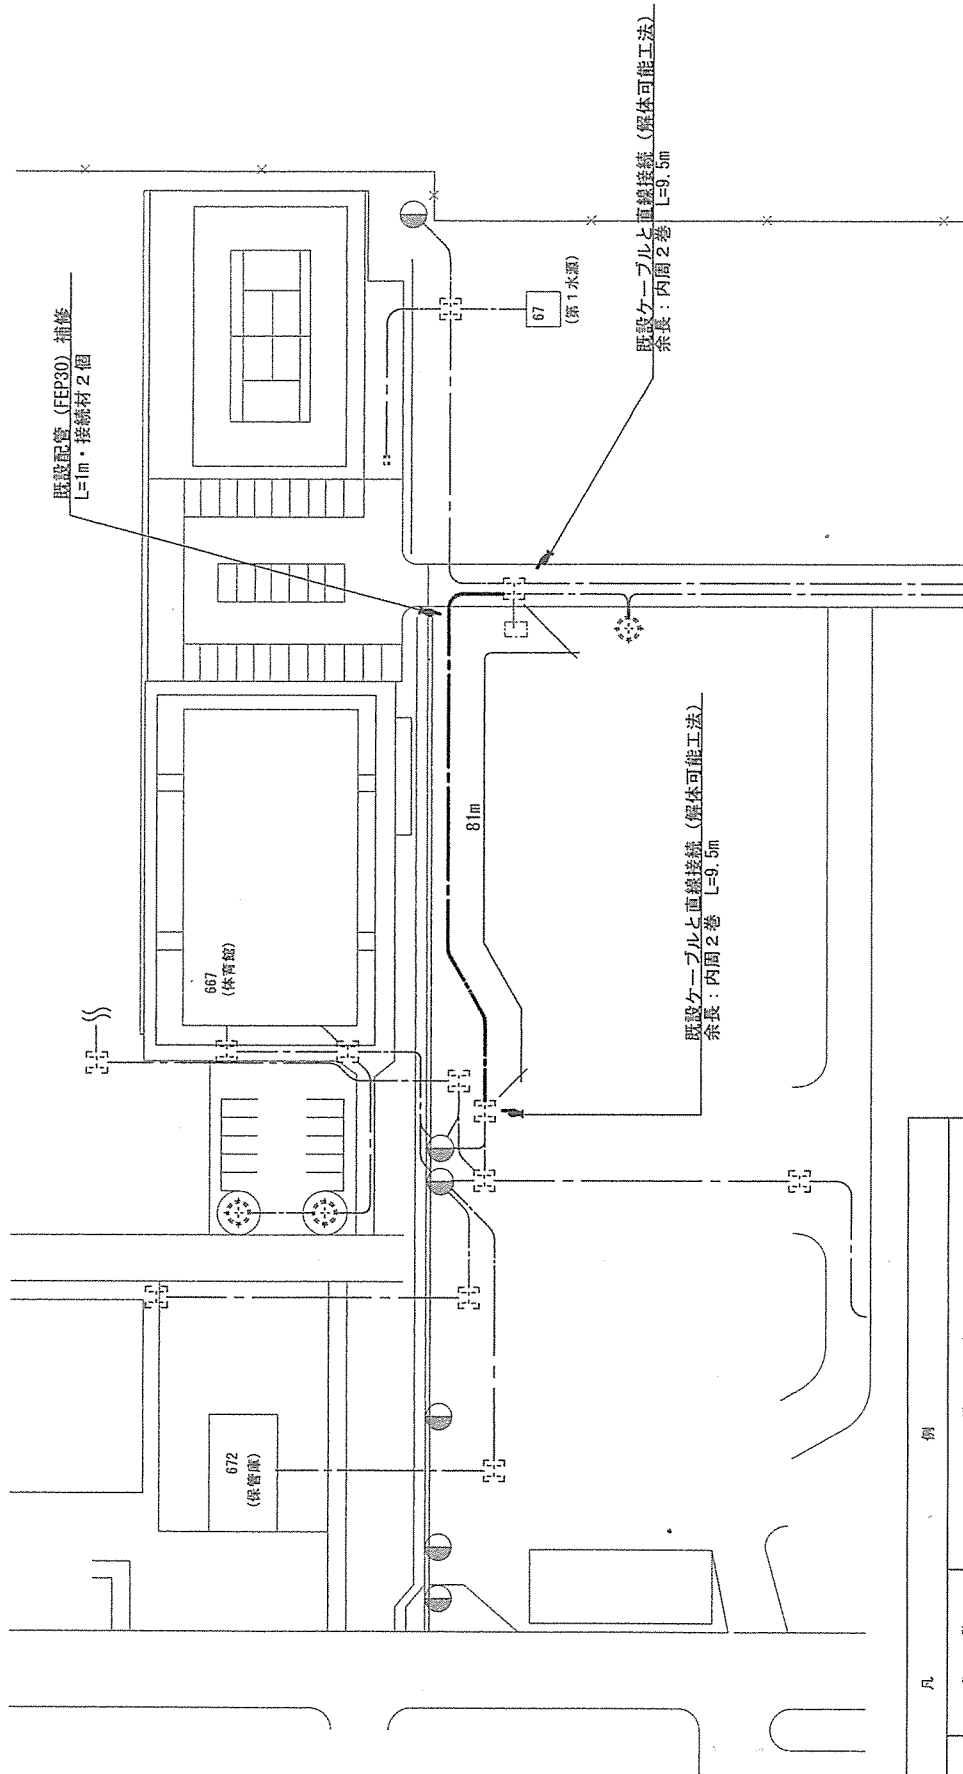 既設配管 (FEP30) 補修
L=1m・接続材2個
既設ケーブルと直線接続 (解体可能工法)
余長:内周2巻 L=9.5m
67
(第1水源)
667
(体育館)
81m
既設ケーブルと直線接続 (解体可能工法)
余長:内周2巻 L=9.5m
672
(保管庫)
凡 例